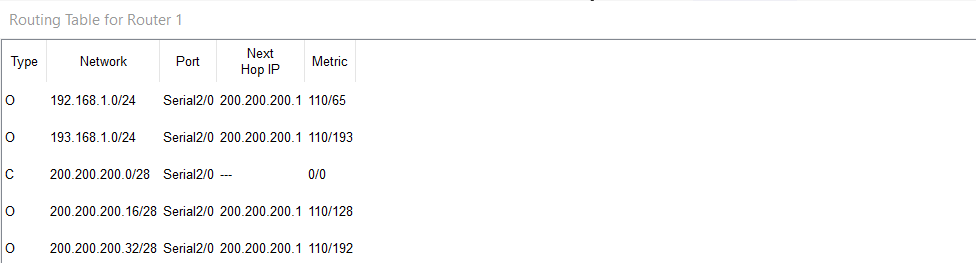 Routing Table for Router 1
Type Network Port Next Hop IP Metric
O 192.168.1.0/24 Serial2/0 200.200.200.1 110/65
O 193.168.1.0/24 Serial2/0 200.200.200.1 110/193
C 200.200.200.0/28 Serial2/0 --- 0/0
O 200.200.200.16/28 Serial2/0 200.200.200.1 110/128
O 200.200.200.32/28 Serial2/0 200.200.200.1 110/192